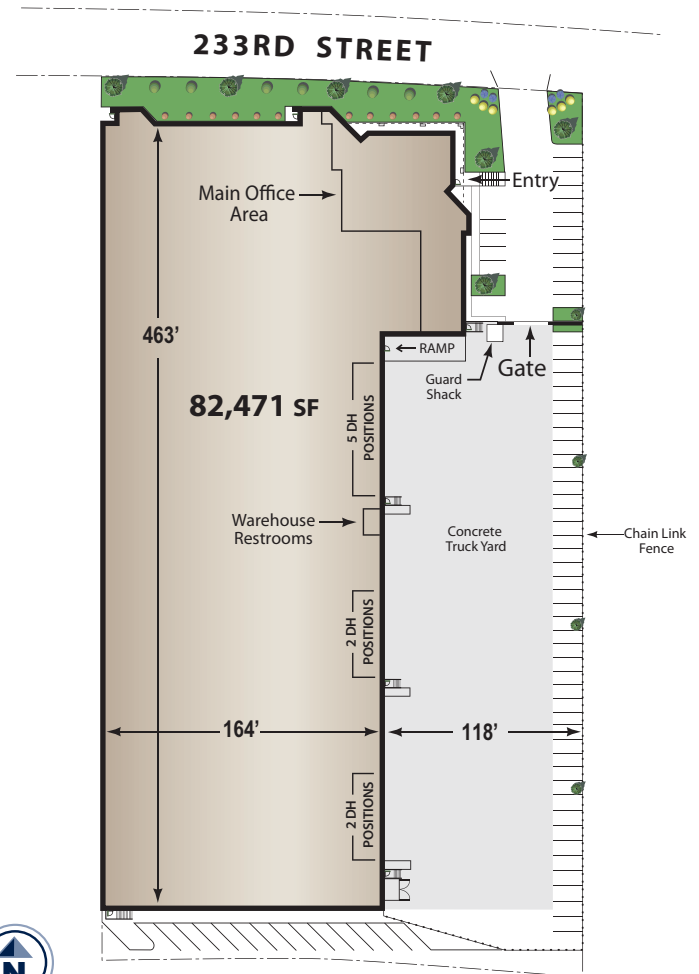 233RD STREET
Main Office
Area
Entry
463’
RAMP
Guard
Shack
Gate
82,471 SF
5 DH
POSITIONS
Warehouse
Restrooms
Concrete
Truck Yard
Chain Link
Fence
2 DH
POSITIONS
164’
118’
2 DH
POSITIONS
N